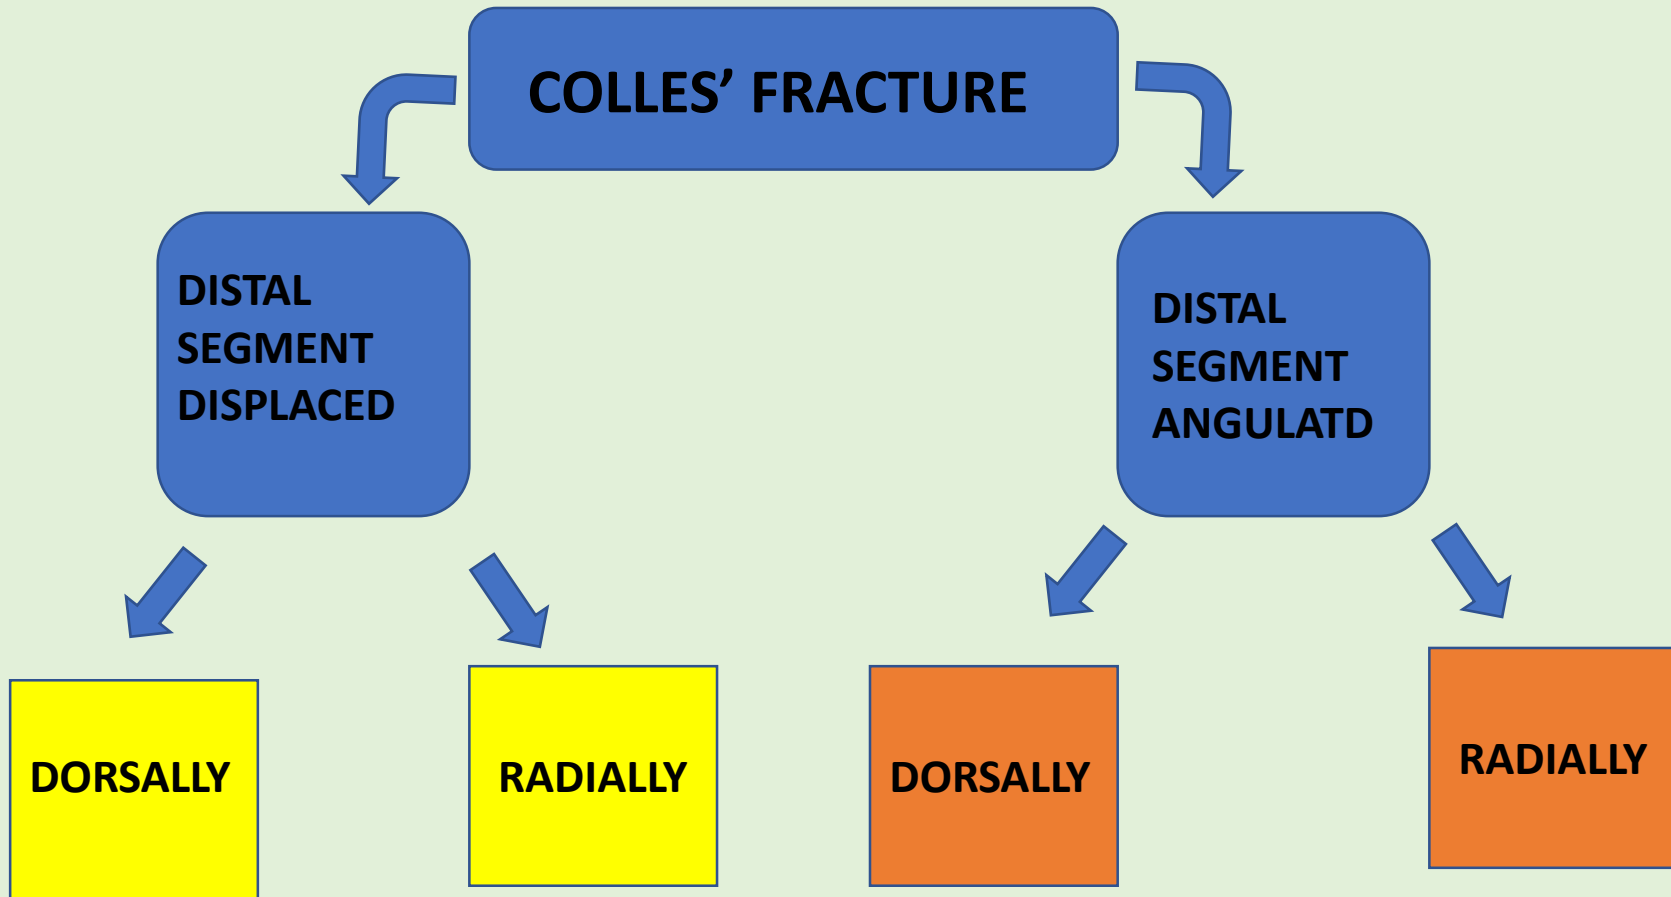 COLLES’ FRACTURE
DISTAL
SEGMENT
DISPLACED
DISTAL
SEGMENT
ANGULATD
DORSALLY
RADIALLY
DORSALLY
RADIALLY